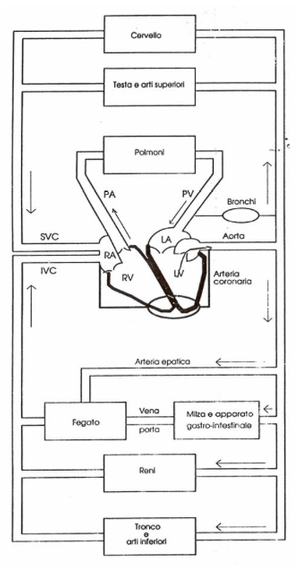 Cervello
Testa e arti superiori
Polmoni
PA
PV
Bronchi
SVC
LA
Aorta
RA
IVC
RV
LV
Arteria
coronaria
Arteria epatica
Fegato
Vena
porta
Milza e apparato
gastro-intestinale
Reni
Tronco
e
arti inferiori